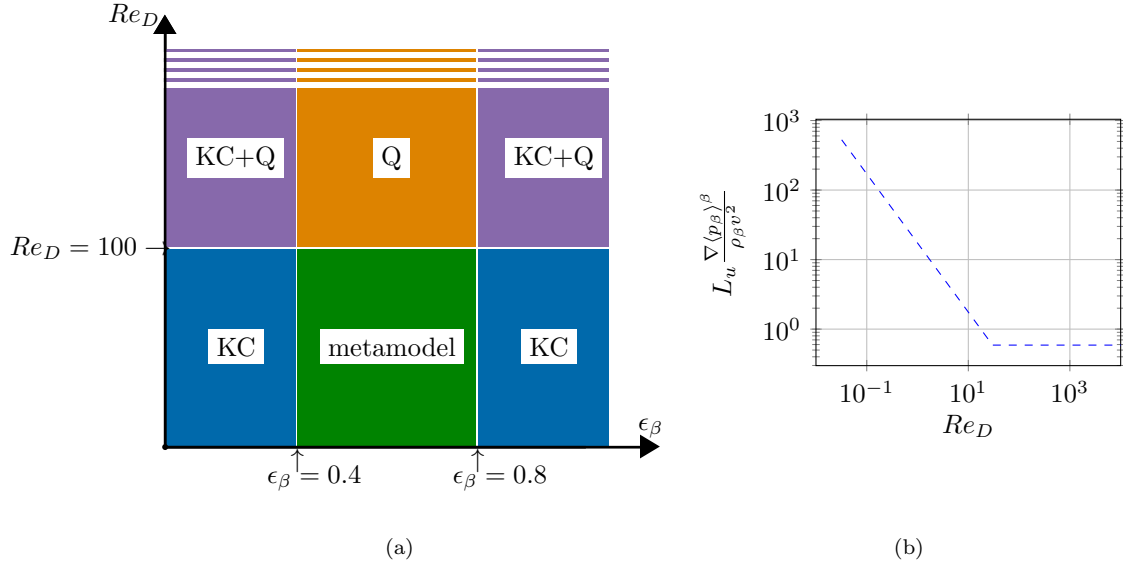 Re_D
KC+Q
Q
KC+Q
Re_D = 100
KC
metamodel
KC
ϵ_β
ϵ_β = 0.4
ϵ_β = 0.8
(a)
10^3
10^2
10^1
10^0
L_u ∇⟨p_β⟩^β / ρ_β v^2
10^−1
10^1
10^3
Re_D
(b)